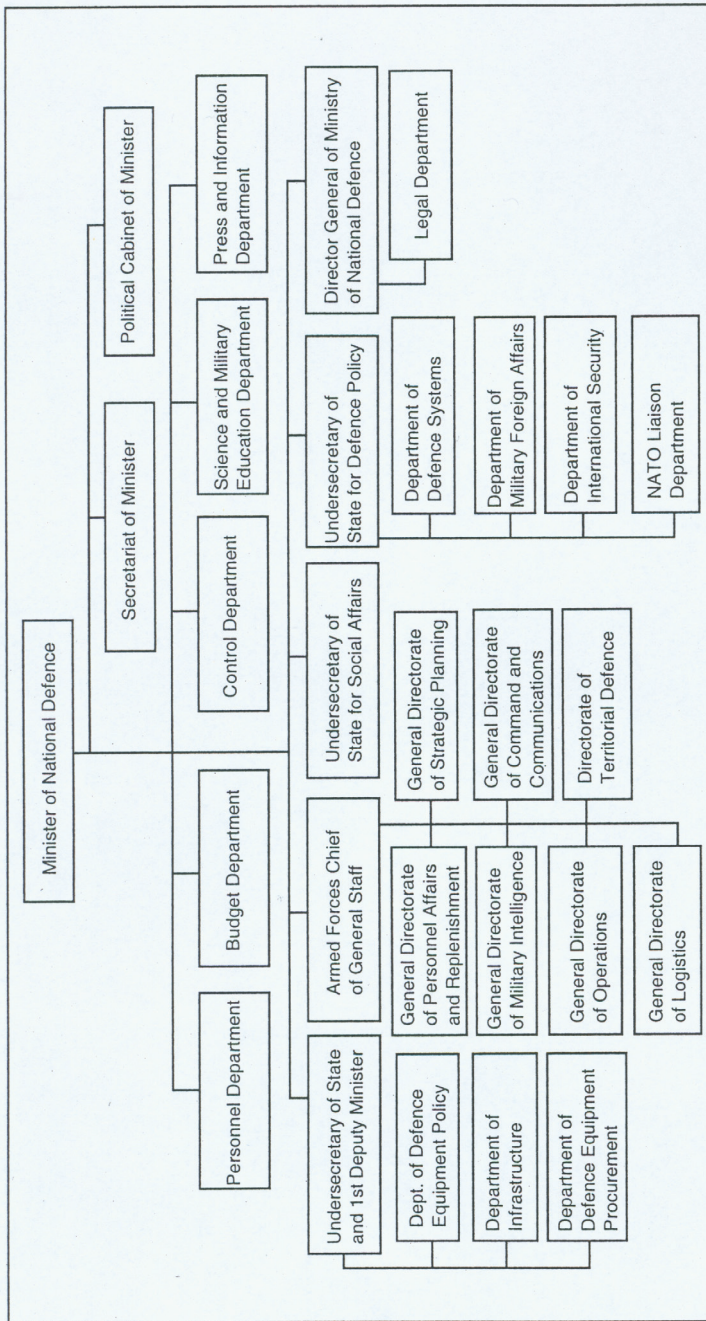 Minister of National Defence
Secretariat of Minister
Political Cabinet of Minister
Personnel Department
Budget Department
Control Department
Science and Military
Education Department
Press and Information
Department
Undersecretary of State
and 1st Deputy Minister
Armed Forces Chief
of General Staff
Undersecretary of
State for Social Affairs
Undersecretary of
State for Defence Policy
Director General of Ministry
of National Defence
Dept. of Defence
Equipment Policy
Department of
Infrastructure
Department of
Defence Equipment
Procurement
General Directorate
of Personnel Affairs
and Replenishment
General Directorate
of Strategic Planning
General Directorate
of Military Intelligence
General Directorate
of Command and
Communications
General Directorate
of Operations
Directorate of
Territorial Defence
General Directorate
of Logistics
Department of
Defence Systems
Department of
Military Foreign Affairs
Department of
International Security
NATO Liaison
Department
Legal Department